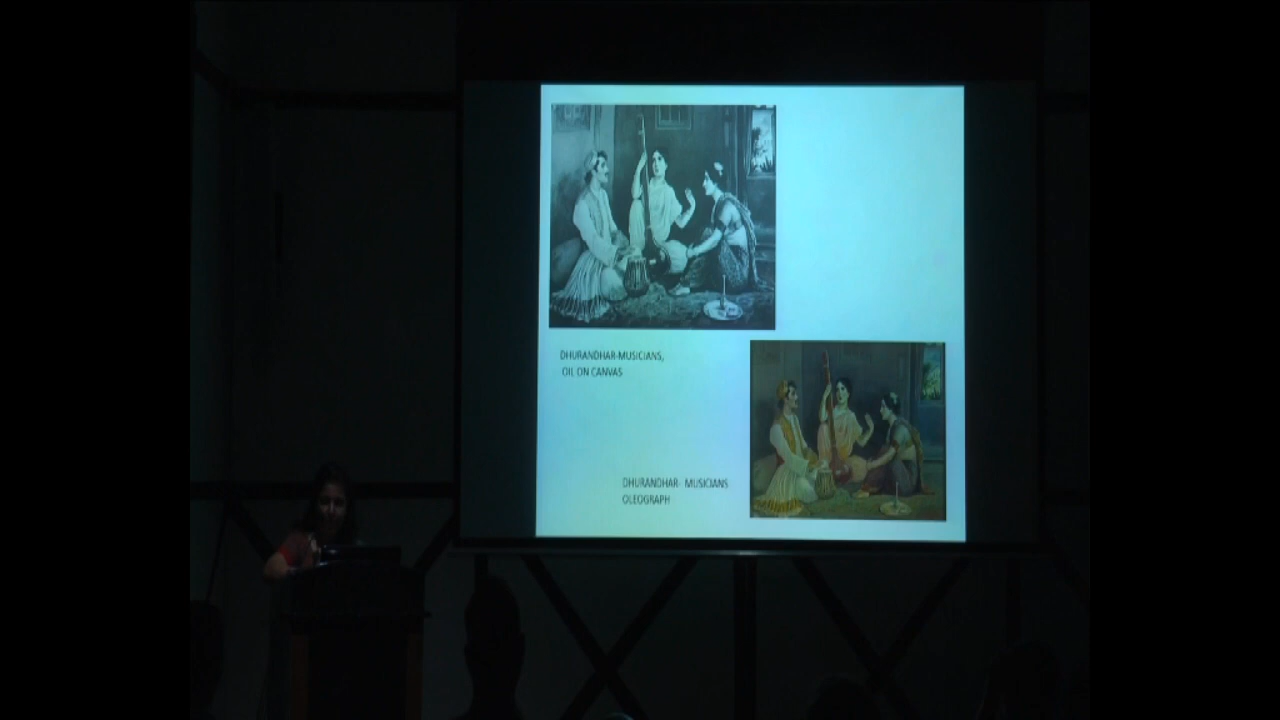 DHURANDHAR-MUSICIANS,
OIL ON CANVAS
DHURANDHAR- MUSICIANS
OLEOGRAPH